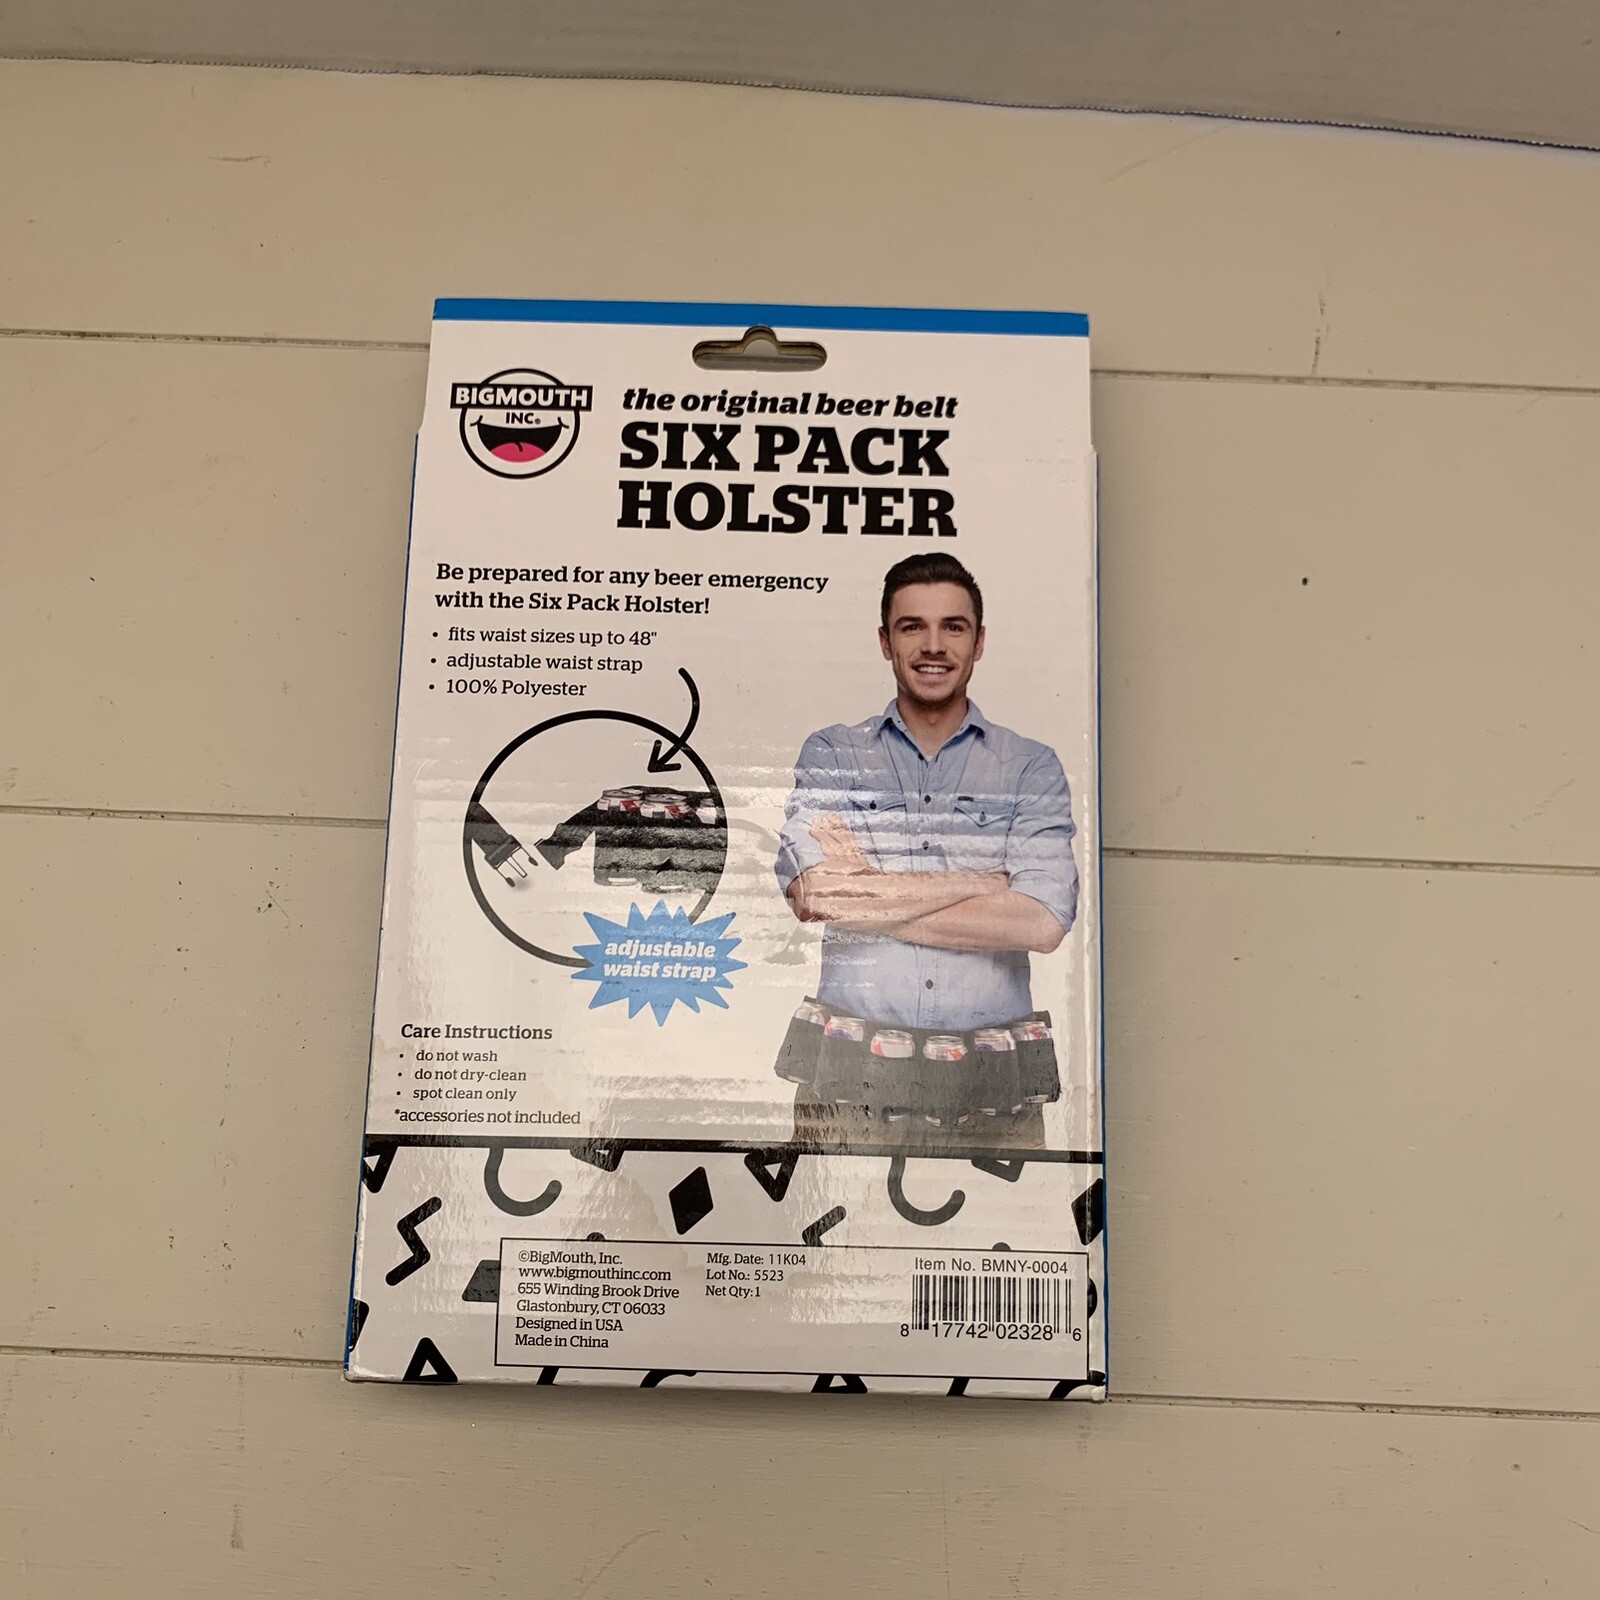 BIGMOUTH
INC.®
the original beer belt
SIX PACK
HOLSTER
Be prepared for any beer emergency
with the Six Pack Holster!
• fits waist sizes up to 48"
• adjustable waist strap
• 100% Polyester
adjustable
waist strap
Care Instructions
• do not wash
• do not dry-clean
• spot clean only
*accessories not included
©BigMouth, Inc.
www.bigmouthinc.com
655 Winding Brook Drive
Glastonbury, CT 06033
Designed in USA
Made in China
Mfg. Date: 11K04
Lot No.: 5523
Net Qty: 1
Item No. BMNY-0004
8 17742 02328 6